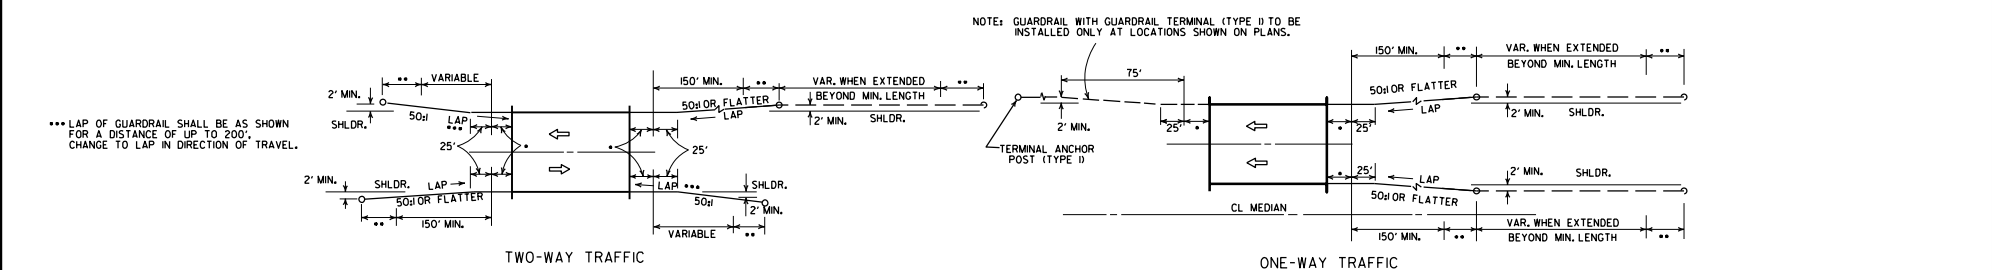 NOTE: GUARDRAIL WITH GUARDRAIL TERMINAL (TYPE I) TO BE
INSTALLED ONLY AT LOCATIONS SHOWN ON PLANS.
•• VARIABLE
2' MIN.
SHLDR.
50:1
LAP
•••
••• LAP OF GUARDRAIL SHALL BE AS SHOWN
FOR A DISTANCE OF UP TO 200'.
CHANGE TO LAP IN DIRECTION OF TRAVEL.
25'
•
•
25'
150' MIN.
••
VAR. WHEN EXTENDED
BEYOND MIN. LENGTH
••
50:1 OR FLATTER
LAP
2' MIN.
SHLDR.
2' MIN.
SHLDR.
LAP
50:1 OR FLATTER
••
150' MIN.
LAP •••
SHLDR.
50:1
2' MIN.
VARIABLE
••
TWO-WAY TRAFFIC
75'
2' MIN.
25'
•
TERMINAL ANCHOR
POST (TYPE I)
150' MIN.
••
VAR. WHEN EXTENDED
BEYOND MIN. LENGTH
••
50:1 OR FLATTER
LAP
•
25'
2' MIN.
SHLDR.
•
25'
LAP
50:1 OR FLATTER
2' MIN.
SHLDR.
CL MEDIAN
150' MIN.
••
VAR. WHEN EXTENDED
BEYOND MIN. LENGTH
••
ONE-WAY TRAFFIC